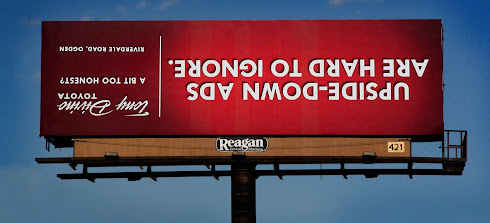 UPSIDE-DOWN ADS
ARE HARD TO IGNORE.
Tony Divino
TOYOTA
A BIT TOO HONEST?
RIVERDALE ROAD, OGDEN
Reagan
421